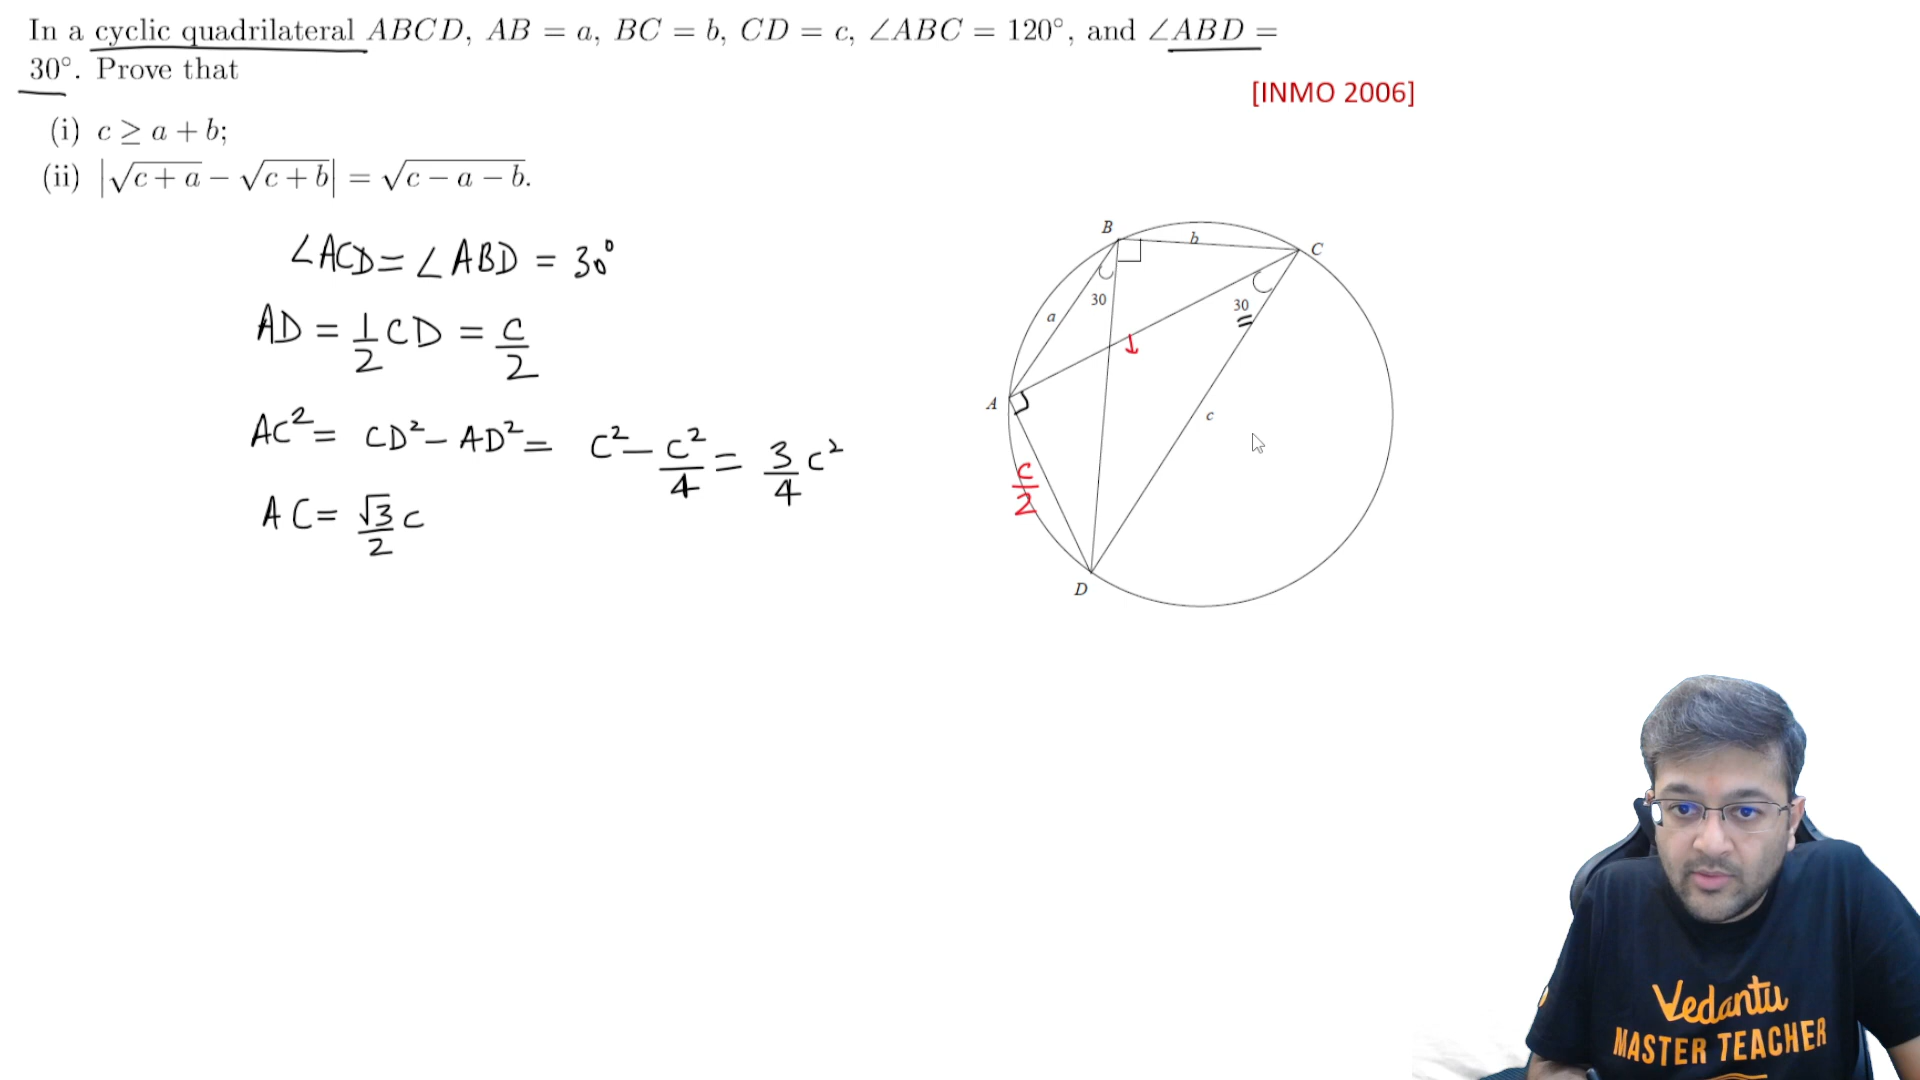 In a cyclic quadrilateral ABCD, AB = a, BC = b, CD = c, ∠ABC = 120°, and ∠ABD =
30°. Prove that
[INMO 2006]
(i) c ≥ a + b;
(ii) |√(c + a) − √(c + b)| = √(c − a − b).
∠ACD = ∠ABD = 30°
AD = 1/2 CD = c/2
AC² = CD² − AD² = c² − c²/4 = 3/4 c²
AC = √3/2 c
B
b
C
30
30
a
A
c
c/2
D
Vedantu
MASTER TEACHER